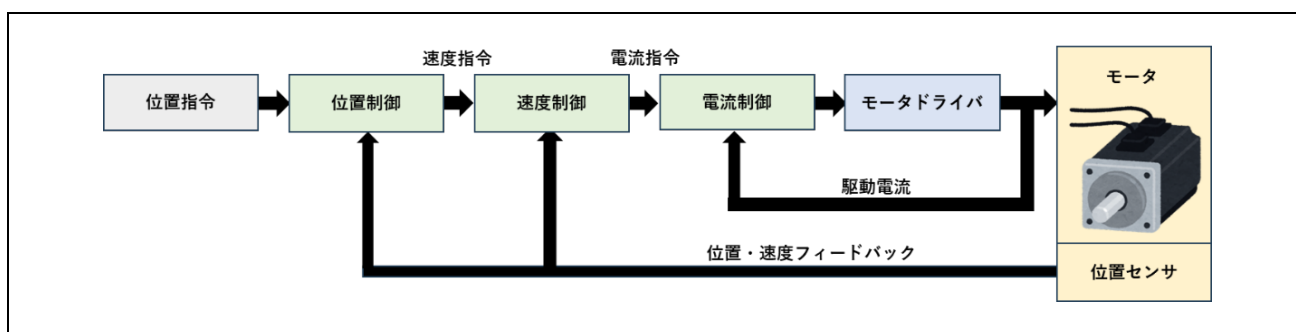 速度指令
電流指令
モータ
位置指令
位置制御
速度制御
電流制御
モータドライバ
駆動電流
位置・速度フィードバック
位置センサ